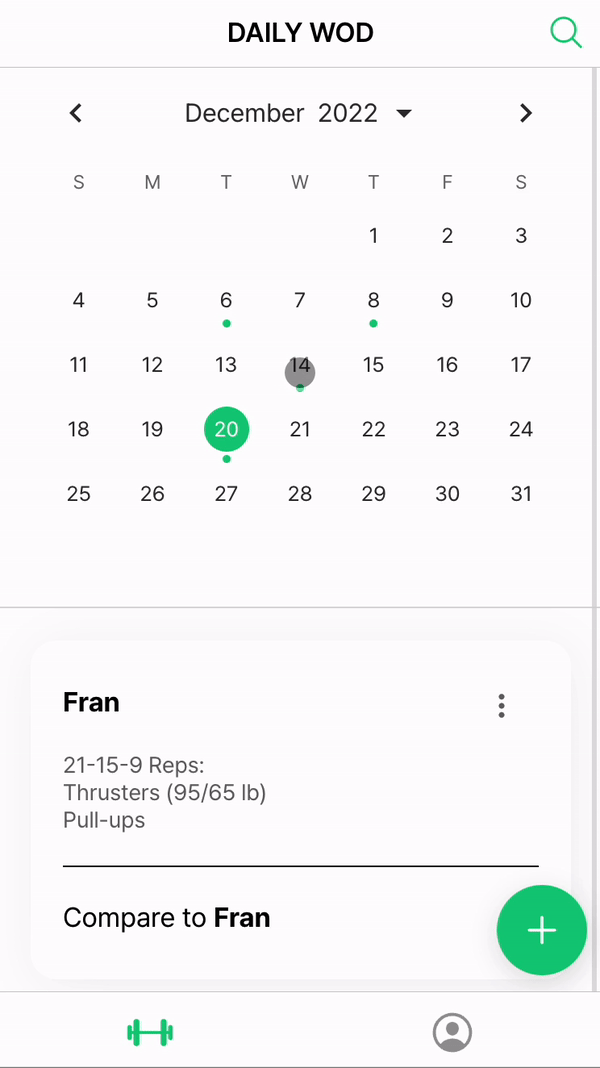 DAILY WOD
December 2022
S M T W T F S
1 2 3
4 5 6 7 8 9 10
11 12 13 14 15 16 17
18 19 20 21 22 23 24
25 26 27 28 29 30 31
Fran
21-15-9 Reps:
Thrusters (95/65 lb)
Pull-ups
Compare to Fran